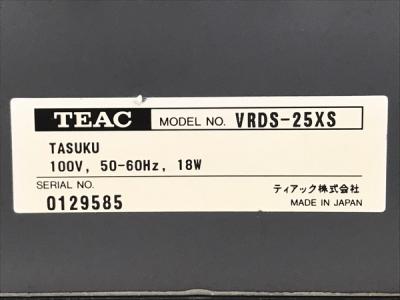 TEAC MODEL NO. VRDS-25XS
TASUKU
100V, 50-60Hz, 18W
SERIAL NO. ティアック株式会社
0129585 MADE IN JAPAN